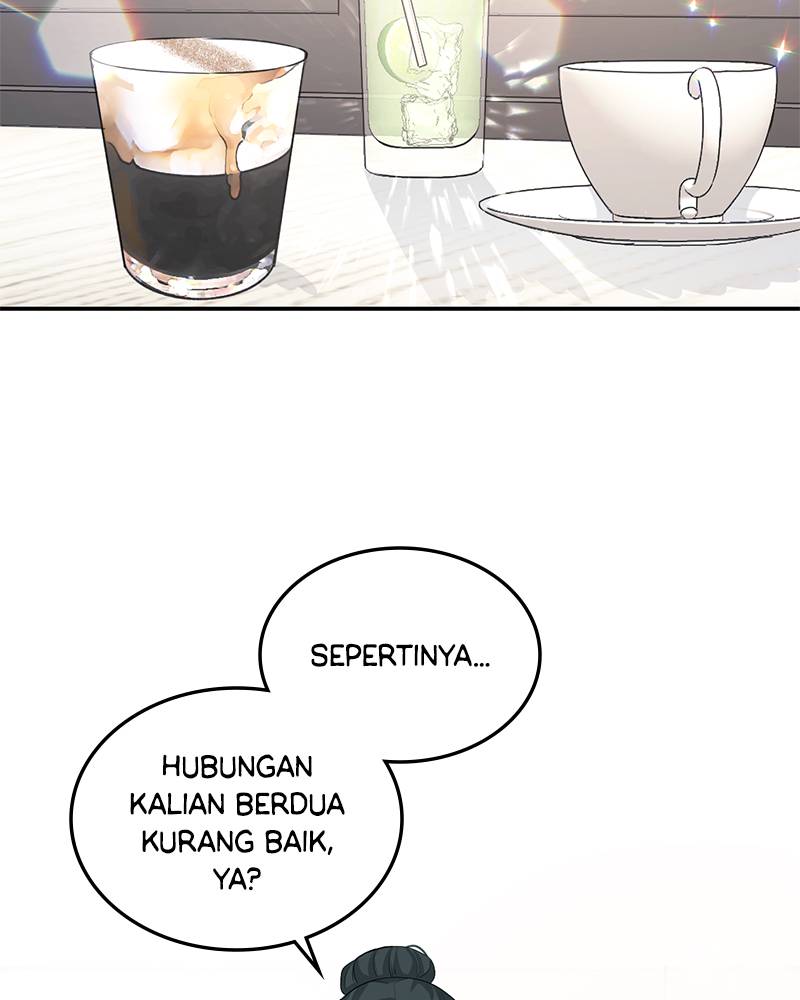 SEPERTINYA...
HUBUNGAN
KALIAN BERDUA
KURANG BAIK,
YA?